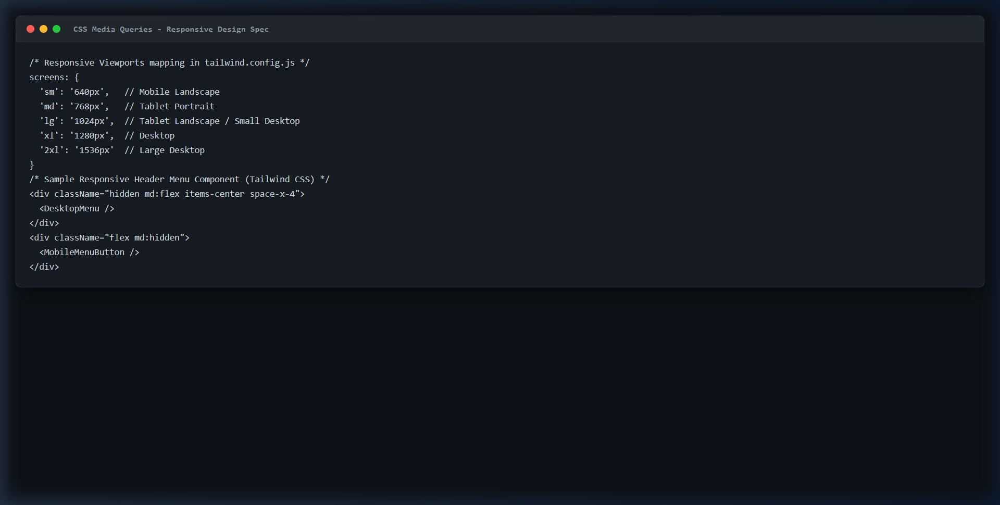 CSS Media Queries - Responsive Design Spec
/* Responsive Viewports mapping in tailwind.config.js */
screens: {
  'sm': '640px',   // Mobile Landscape
  'md': '768px',   // Tablet Portrait
  'lg': '1024px',  // Tablet Landscape / Small Desktop
  'xl': '1280px',  // Desktop
  '2xl': '1536px'  // Large Desktop
}
/* Sample Responsive Header Menu Component (Tailwind CSS) */
<div className="hidden md:flex items-center space-x-4">
  <DesktopMenu />
</div>
<div className="flex md:hidden">
  <MobileMenuButton />
</div>